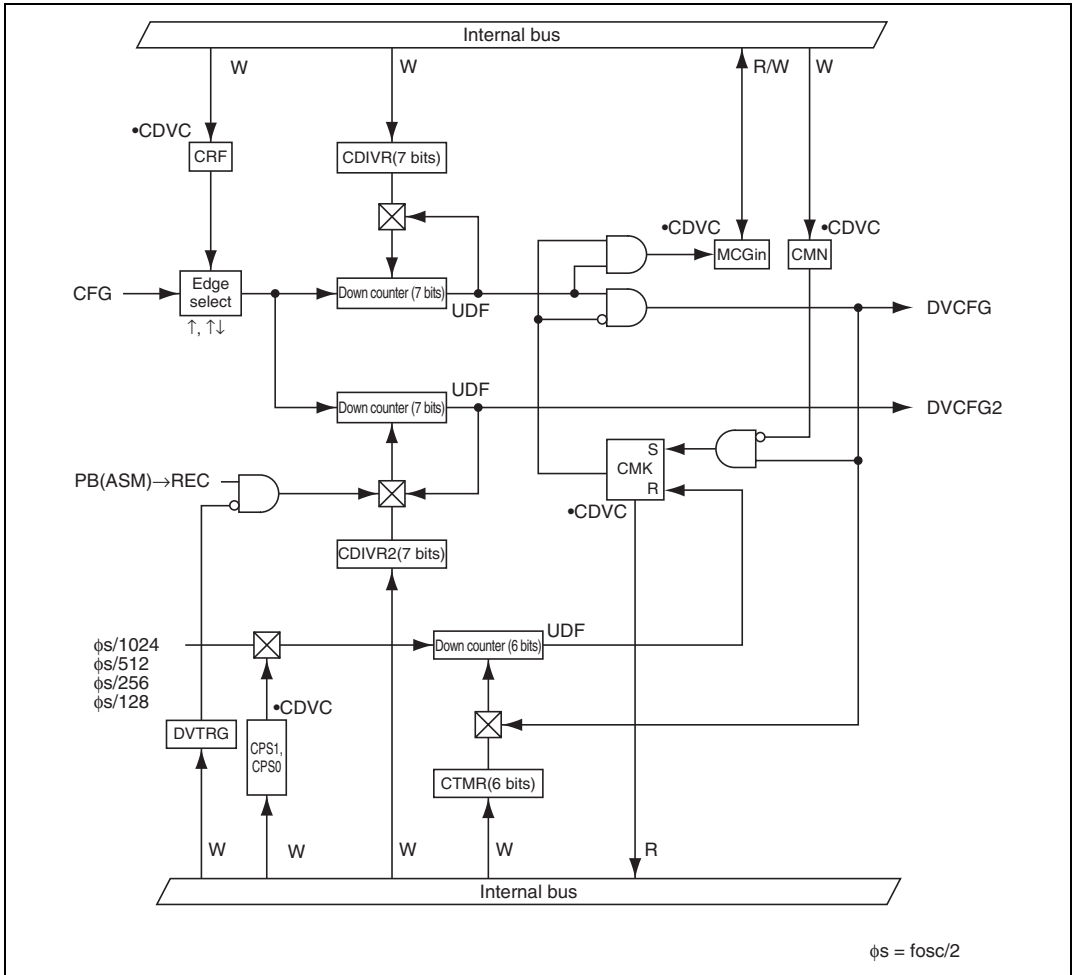 Internal bus
W
W
R/W
W
•CDVC
CRF
CDIVR(7 bits)
•CDVC
•CDVC
MCGin
CMN
CFG
Edge
select
↑, ↑↓
Down counter (7 bits)
UDF
DVCFG
Down counter (7 bits)
UDF
DVCFG2
S
CMK
R
•CDVC
PB(ASM)→REC
CDIVR2(7 bits)
ϕs/1024
ϕs/512
ϕs/256
ϕs/128
Down counter (6 bits)
UDF
•CDVC
DVTRG
CPS1,
CPS0
CTMR(6 bits)
W
W
W
W
R
Internal bus
ϕs = fosc/2